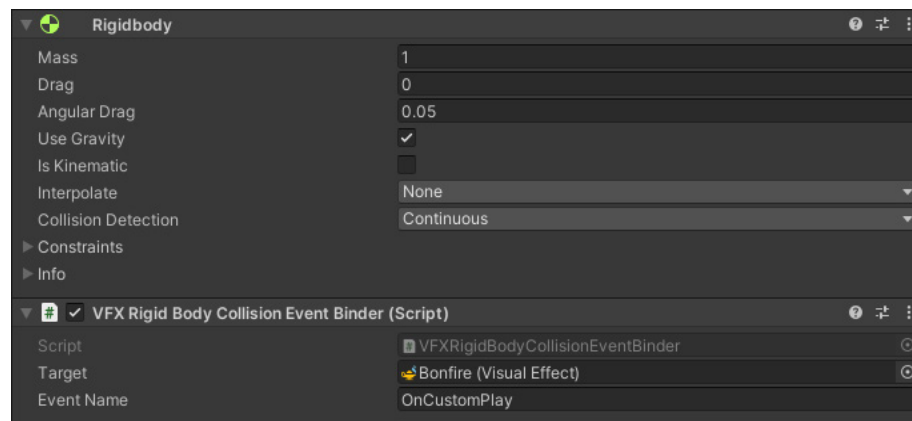 Rigidbody
Mass 1
Drag 0
Angular Drag 0.05
Use Gravity
Is Kinematic
Interpolate None
Collision Detection Continuous
Constraints
Info
# VFX Rigid Body Collision Event Binder (Script)
Script VFXRigidBodyCollisionEventBinder
Target Bonfire (Visual Effect)
Event Name OnCustomPlay